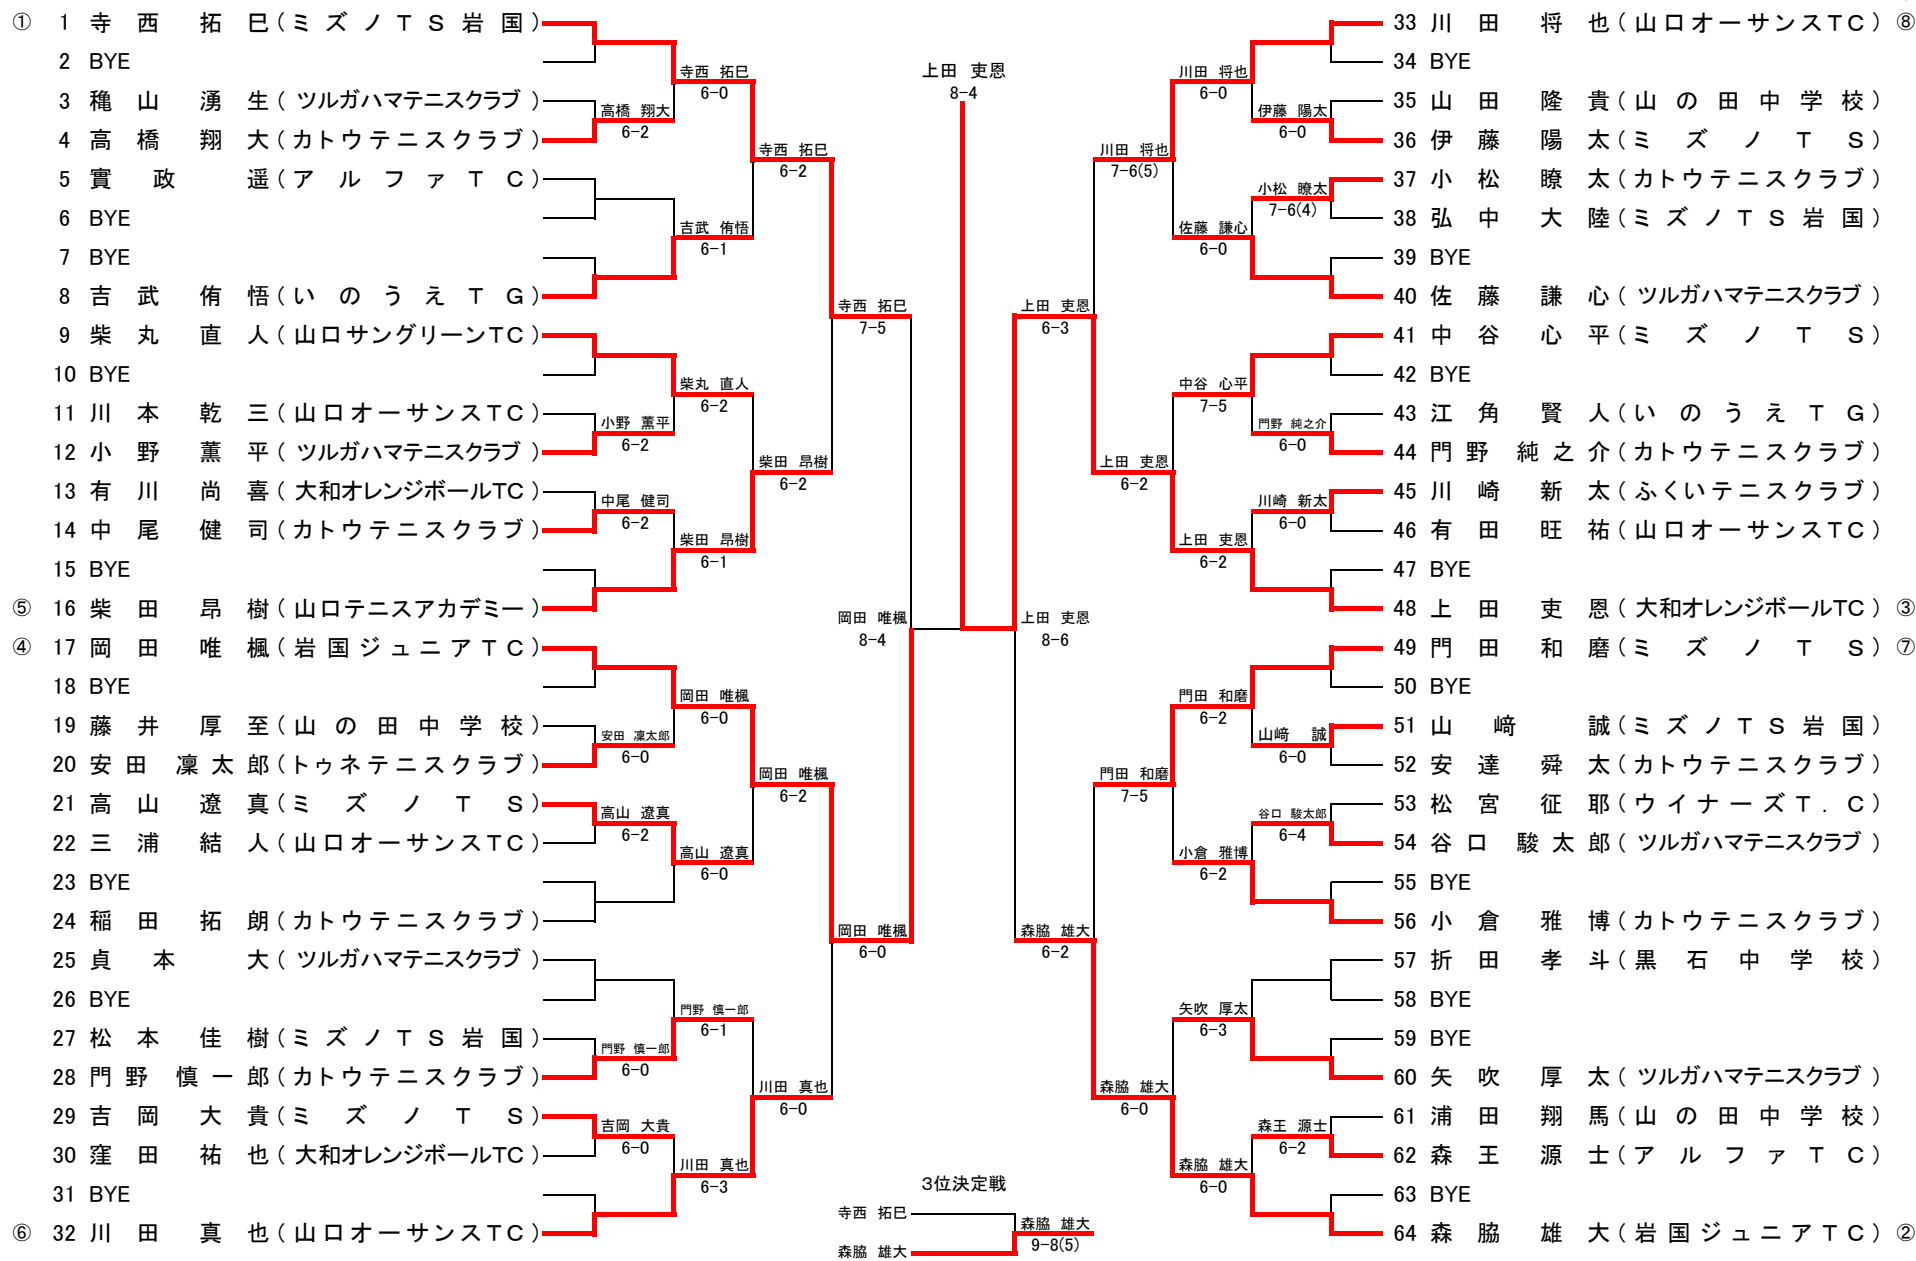 ① 1 寺西 拓巳(ミズノTS岩国)
2 BYE
3 穐山 湧生(ツルガハマテニスクラブ)
4 高橋 翔大(カトウテニスクラブ)
5 實政 遥(アルファTC)
6 BYE
7 BYE
8 吉武 侑悟(いのうえTG)
9 柴丸 直人(山口サングリーンTC)
10 BYE
11 川本 乾三(山口オーサンスTC)
12 小野 薫平(ツルガハマテニスクラブ)
13 有川 尚喜(大和オレンジボールTC)
14 中尾 健司(カトウテニスクラブ)
15 BYE
⑤ 16 柴田 昂樹(山口テニスアカデミー)
④ 17 岡田 唯楓(岩国ジュニアTC)
18 BYE
19 藤井 厚至(山の田中学校)
20 安田 凜太郎(トゥネテニスクラブ)
21 高山 遼真(ミズノTS)
22 三浦 結人(山口オーサンスTC)
23 BYE
24 稲田 拓朗(カトウテニスクラブ)
25 貞本 大(ツルガハマテニスクラブ)
26 BYE
27 松本 佳樹(ミズノTS岩国)
28 門野 慎一郎(カトウテニスクラブ)
29 吉岡 大貴(ミズノTS)
30 窪田 祐也(大和オレンジボールTC)
31 BYE
⑥ 32 川田 真也(山口オーサンスTC)
高橋 翔大
6-2
小野 薫平
6-2
中尾 健司
6-2
安田 凜太郎
6-0
高山 遼真
6-2
門野 慎一郎
6-0
吉岡 大貴
6-0
寺西 拓巳
6-0
吉武 侑悟
6-1
柴丸 直人
6-2
柴田 昂樹
6-1
岡田 唯楓
6-0
高山 遼真
6-0
門野 慎一郎
6-1
川田 真也
6-3
寺西 拓巳
6-2
柴田 昂樹
6-2
岡田 唯楓
6-2
川田 真也
6-0
寺西 拓巳
7-5
岡田 唯楓
6-0
岡田 唯楓
8-4
上田 吏恩
8-4
上田 吏恩
8-6
上田 吏恩
6-3
森脇 雄大
6-2
川田 将也
7-6(5)
上田 吏恩
6-2
門田 和磨
7-5
森脇 雄大
6-0
川田 将也
6-0
佐藤 謙心
6-0
中谷 心平
7-5
上田 吏恩
6-2
門田 和磨
6-2
小倉 雅博
6-2
矢吹 厚太
6-3
森脇 雄大
6-0
伊藤 陽太
6-0
小松 瞭太
7-6(4)
門野 純之介
6-0
川崎 新太
6-0
山﨑 誠
6-0
谷口 駿太郎
6-4
森王 源士
6-2
33 川田 将也(山口オーサンスTC) ⑧
34 BYE
35 山田 隆貴(山の田中学校)
36 伊藤 陽太(ミズノTS)
37 小松 瞭太(カトウテニスクラブ)
38 弘中 大陸(ミズノTS岩国)
39 BYE
40 佐藤 謙心(ツルガハマテニスクラブ)
41 中谷 心平(ミズノTS)
42 BYE
43 江角 賢人(いのうえTG)
44 門野 純之介(カトウテニスクラブ)
45 川崎 新太(ふくいテニスクラブ)
46 有田 旺祐(山口オーサンスTC)
47 BYE
48 上田 吏恩(大和オレンジボールTC) ③
49 門田 和磨(ミズノTS) ⑦
50 BYE
51 山﨑 誠(ミズノTS岩国)
52 安達 舜太(カトウテニスクラブ)
53 松宮 征耶(ウイナーズT.C)
54 谷口 駿太郎(ツルガハマテニスクラブ)
55 BYE
56 小倉 雅博(カトウテニスクラブ)
57 折田 孝斗(黒石中学校)
58 BYE
59 BYE
60 矢吹 厚太(ツルガハマテニスクラブ)
61 浦田 翔馬(山の田中学校)
62 森王 源士(アルファTC)
63 BYE
64 森脇 雄大(岩国ジュニアTC) ②
3位決定戦
寺西 拓巳
森脇 雄大
森脇 雄大
9-8(5)